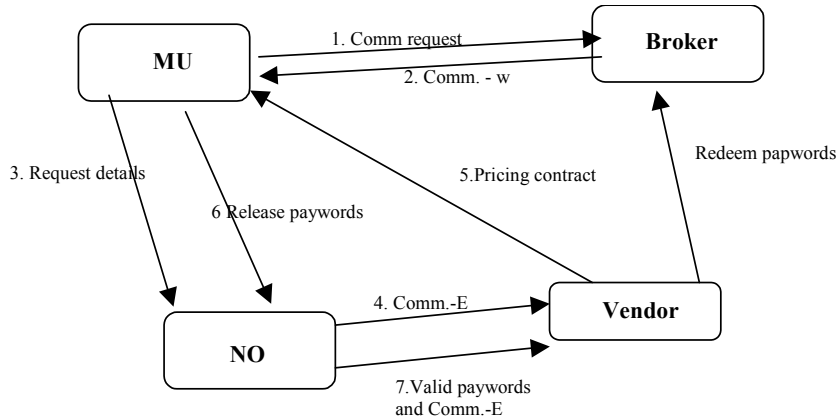 1. Comm request
Broker
MU
2. Comm. - w
Redeem papwords
3. Request details
5.Pricing contract
6 Release paywords
4. Comm.-E
Vendor
NO
7.Valid paywords
and Comm.-E